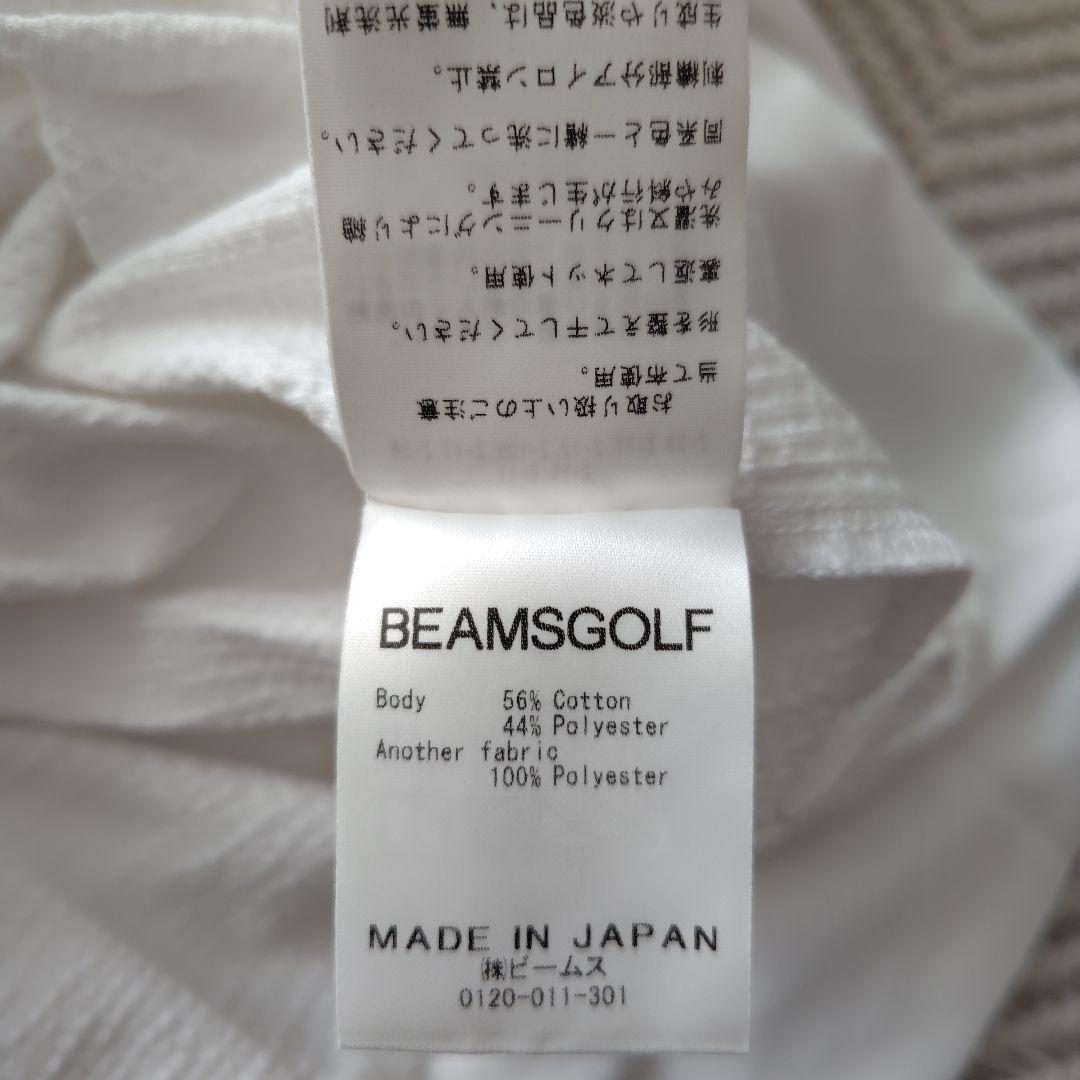 お取り扱い上のご注意
当て布使用。
形を整えて干してください。
裏返してネット使用。
洗濯又はクリーニングにより縮
みや斜行が生じます。
同系色と一緒に洗ってください。
刺繍部分アイロン禁止。
生成りや淡色品は、無蛍光洗剤
BEAMSGOLF
Body 56% Cotton
44% Polyester
Another fabric
100% Polyester
MADE IN JAPAN
㈱ビームス
0120-011-301